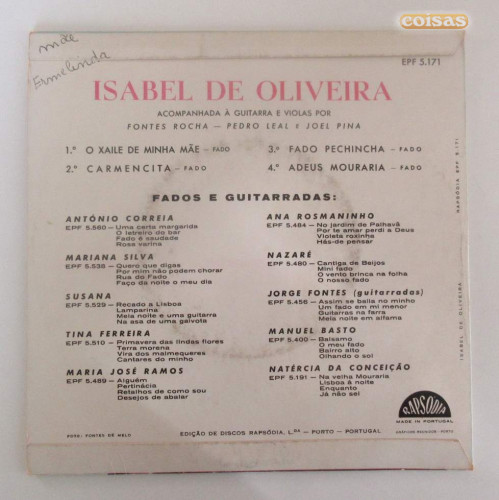 coisas
mãe
Ermelinda
EPF 5.171
ISABEL DE OLIVEIRA
ACOMPANHADA À GUITARRA E VIOLAS POR
FONTES ROCHA — PEDRO LEAL E JOEL PINA
1.º O XAILE DE MINHA MÃE — FADO
2.º CARMENCITA — FADO
3.º FADO PECHINCHA — FADO
4.º ADEUS MOURARIA — FADO
FADOS E GUITARRADAS:
ANTÓNIO CORREIA
EPF 5.560 — Uma certa margarida
O letreiro do bar
Fado é saudade
Rosa varina
MARIANA SILVA
EPF 5.536 — Quero que digas
Por mim não podem chorar
Rua do Fado
Faço da noite o meu dia
SUSANA
EPF 5.529 — Recado a Lisboa
Lamparina
Meia noite e uma guitarra
Na asa de uma gaivota
TINA FERREIRA
EPF 5.510 — Primavera das lindas flores
Terra morena
Vira dos malmequeres
Cantares do minho
MARIA JOSÉ RAMOS
EPF 5.489 — Alguém
Pertinácia
Retalhos de como sou
Desejos de abalar
ANA ROSMANINHO
EPF 5.484 — No jardim de Palhavã
Por te amar perdi a Deus
Violeta roxinha
Hás-de pensar
NAZARÉ
EPF 5.480 — Cantiga de Beijos
Mini fado
O vento brinca na folha
O nosso fado
JORGE FONTES (guitarradas)
EPF 5.456 — Assim se baila no minho
Um fado em mi menor
Guitarras na farra
Meia noite em alfama
MANUEL BASTO
EPF 5.400 — Balsamo
O meu fado
Bairro alto
Olhando o sol
NATÉRCIA DA CONCEIÇÃO
EPF 5.191 — Na velha Mouraria
Lisboa à noite
Enquanto
Já não sei
RAPSÓDIA EPF 5.171
ISABEL DE OLIVEIRA
RAPSÓDIA
MADE IN PORTUGAL
FOTO: FONTES DE MELO
EDIÇÃO DE DISCOS RAPSÓDIA, L.DA — PORTO — PORTUGAL